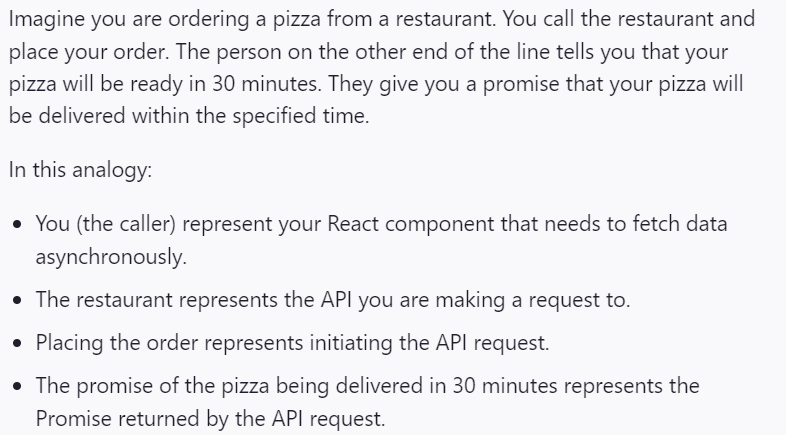 Imagine you are ordering a pizza from a restaurant. You call the restaurant and
place your order. The person on the other end of the line tells you that your
pizza will be ready in 30 minutes. They give you a promise that your pizza will
be delivered within the specified time.
In this analogy:
• You (the caller) represent your React component that needs to fetch data
asynchronously.
• The restaurant represents the API you are making a request to.
• Placing the order represents initiating the API request.
• The promise of the pizza being delivered in 30 minutes represents the
Promise returned by the API request.